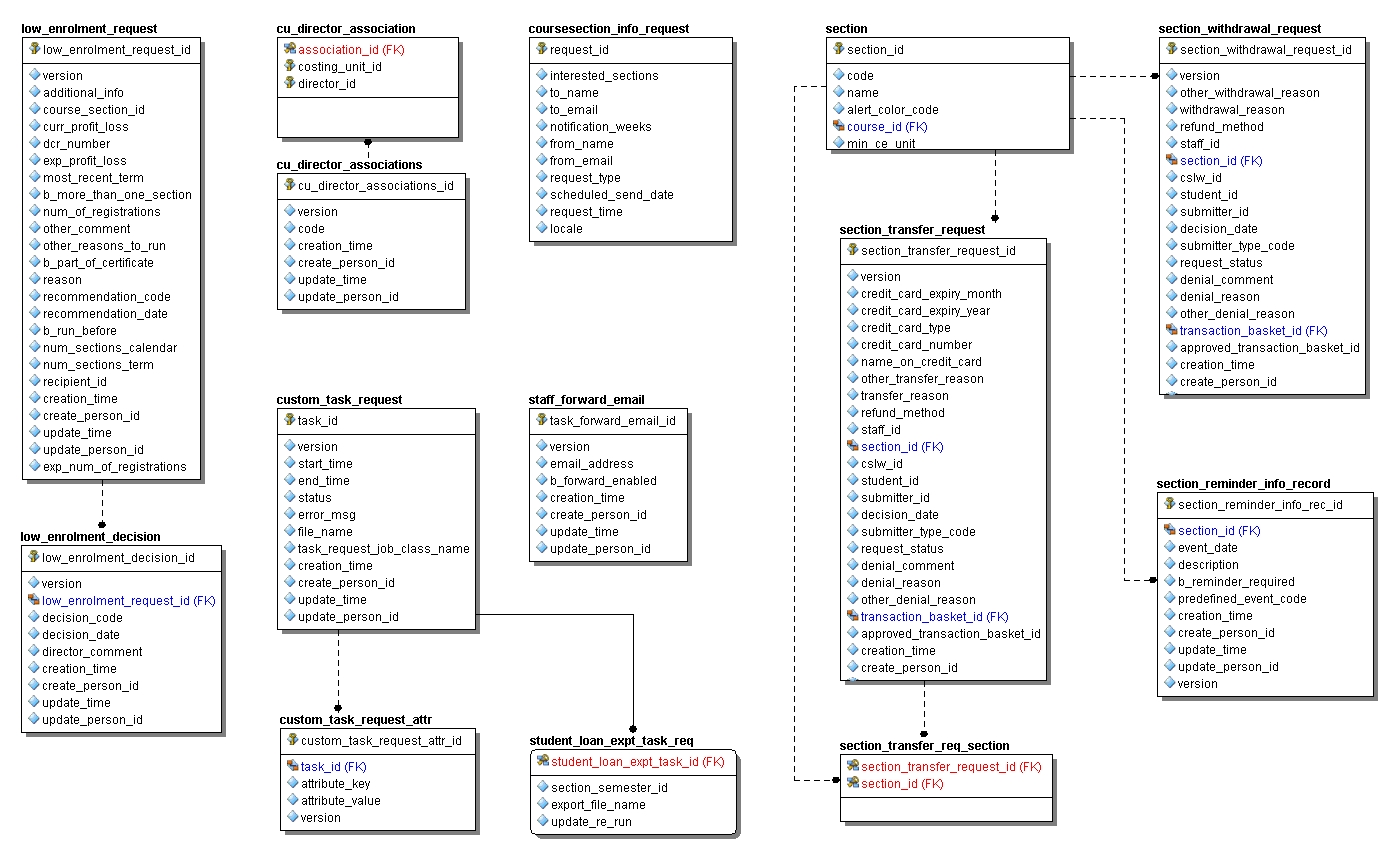 low_enrolment_request
low_enrolment_request_id
version
additional_info
course_section_id
curr_profit_loss
dcr_number
exp_profit_loss
most_recent_term
b_more_than_one_section
num_of_registrations
other_comment
other_reasons_to_run
b_part_of_certificate
reason
recommendation_code
recommendation_date
b_run_before
num_sections_calendar
num_sections_term
recipient_id
creation_time
create_person_id
update_time
update_person_id
exp_num_of_registrations
low_enrolment_decision
low_enrolment_decision_id
version
low_enrolment_request_id (FK)
decision_code
decision_date
director_comment
creation_time
create_person_id
update_time
update_person_id
cu_director_association
association_id (FK)
costing_unit_id
director_id
cu_director_associations
cu_director_associations_id
version
code
creation_time
create_person_id
update_time
update_person_id
custom_task_request
task_id
version
start_time
end_time
status
error_msg
file_name
task_request_job_class_name
creation_time
create_person_id
update_time
update_person_id
custom_task_request_attr
custom_task_request_attr_id
task_id (FK)
attribute_key
attribute_value
version
coursesection_info_request
request_id
interested_sections
to_name
to_email
notification_weeks
from_name
from_email
request_type
scheduled_send_date
request_time
locale
staff_forward_email
task_forward_email_id
version
email_address
b_forward_enabled
creation_time
create_person_id
update_time
update_person_id
student_loan_expt_task_req
student_loan_expt_task_id (FK)
section_semester_id
export_file_name
update_re_run
section
section_id
code
name
alert_color_code
course_id (FK)
min_ce_unit
section_transfer_request
section_transfer_request_id
version
credit_card_expiry_month
credit_card_expiry_year
credit_card_type
credit_card_number
name_on_credit_card
other_transfer_reason
transfer_reason
refund_method
staff_id
section_id (FK)
cslw_id
student_id
submitter_id
decision_date
submitter_type_code
request_status
denial_comment
denial_reason
other_denial_reason
transaction_basket_id (FK)
approved_transaction_basket_id
creation_time
create_person_id
section_transfer_req_section
section_transfer_request_id (FK)
section_id (FK)
section_withdrawal_request
section_withdrawal_request_id
version
other_withdrawal_reason
withdrawal_reason
refund_method
staff_id
section_id (FK)
cslw_id
student_id
submitter_id
decision_date
submitter_type_code
request_status
denial_comment
denial_reason
other_denial_reason
transaction_basket_id (FK)
approved_transaction_basket_id
creation_time
create_person_id
section_reminder_info_record
section_reminder_info_rec_id
section_id (FK)
event_date
description
b_reminder_required
predefined_event_code
creation_time
create_person_id
update_time
update_person_id
version